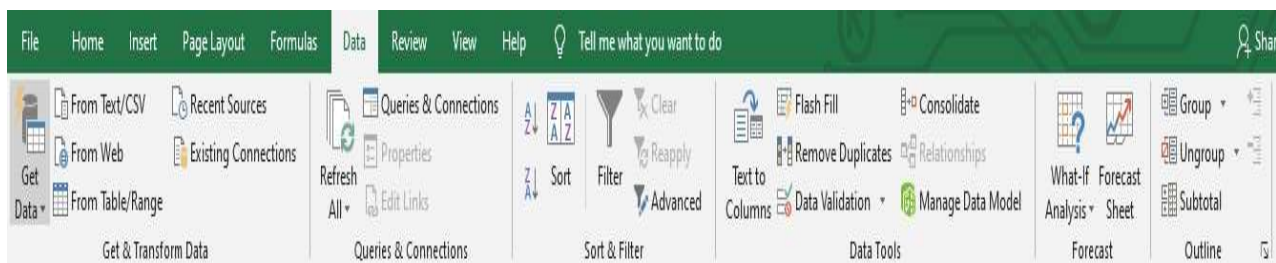 File Home Insert Page Layout Formulas Data Review View Help Tell me what you want to do Shar
From Text/CSV Recent Sources
From Web Existing Connections
From Table/Range
Get
Data
Get & Transform Data
Refresh
All
Queries & Connections
Properties
Edit Links
Queries & Connections
A
Z
Z
A
Z A
A Z
Sort
Filter
Clear
Reapply
Advanced
Sort & Filter
Text to
Columns
Flash Fill
Remove Duplicates
Data Validation
Consolidate
Relationships
Manage Data Model
Data Tools
What-If
Analysis
Forecast
Sheet
Forecast
Group
Ungroup
Subtotal
Outline